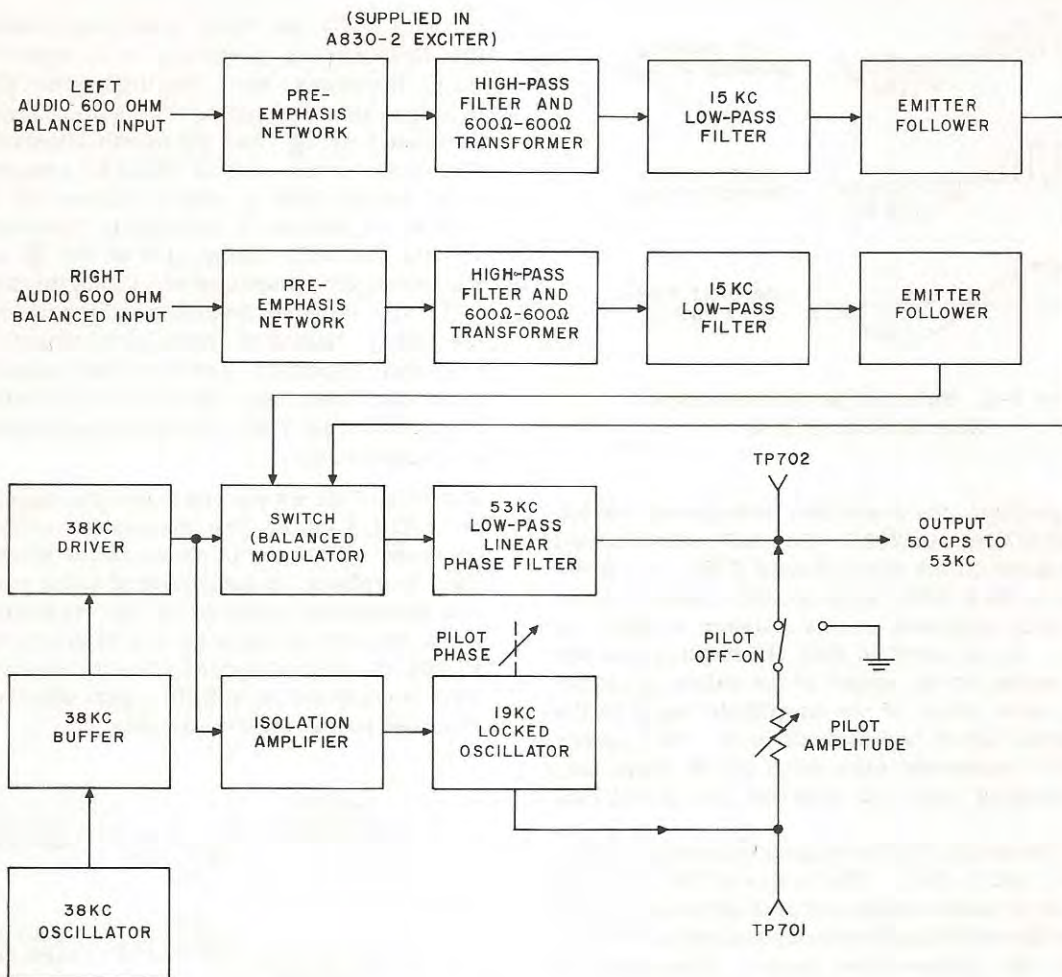 (SUPPLIED IN
A830-2 EXCITER)
LEFT
AUDIO 600 OHM
BALANCED INPUT
PRE-
EMPHASIS
NETWORK
HIGH-PASS
FILTER AND
600Ω-600Ω
TRANSFORMER
15 KC
LOW-PASS
FILTER
EMITTER
FOLLOWER
RIGHT
AUDIO 600 OHM
BALANCED INPUT
PRE-
EMPHASIS
NETWORK
HIGH-PASS
FILTER AND
600Ω-600Ω
TRANSFORMER
15KC
LOW-PASS
FILTER
EMITTER
FOLLOWER
TP702
38KC
DRIVER
SWITCH
(BALANCED
MODULATOR)
53KC
LOW-PASS
LINEAR
PHASE FILTER
OUTPUT
50 CPS TO
53KC
PILOT
PHASE
PILOT
OFF-ON
38KC
BUFFER
ISOLATION
AMPLIFIER
19KC
LOCKED
OSCILLATOR
PILOT
AMPLITUDE
38KC
OSCILLATOR
TP701